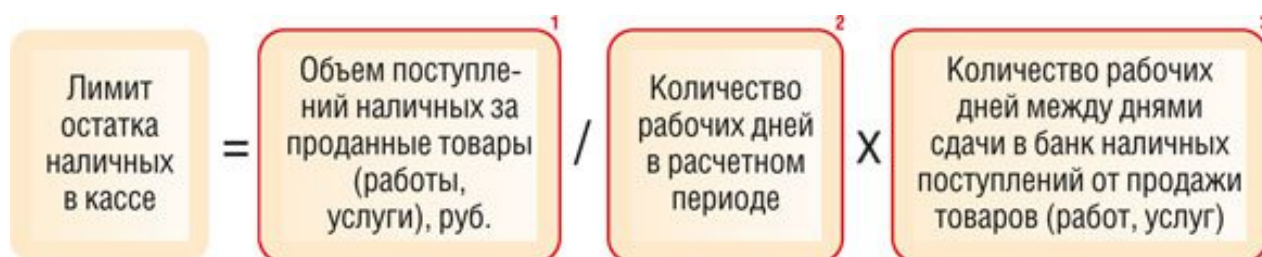 Лимит
остатка
наличных
в кассе
=
1
Объем поступле-
ний наличных за
проданные товары
(работы,
услуги), руб.
/
2
Количество
рабочих дней
в расчетном
периоде
X
Количество рабочих
дней между днями
сдачи в банк наличных
поступлений от продажи
товаров (работ, услуг)